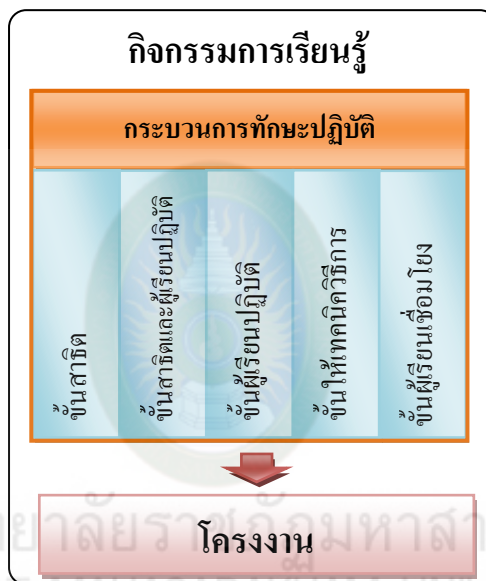 กิจกรรมการเรียนรู้
กระบวนการทักษะปฏิบัติ
ขั้นสาธิต
ขั้นสาธิตและผู้เรียนปฏิบัติ
ขั้นผู้เรียนปฏิบัติ
ขั้นให้เทคนิควิธีการ
ขั้นผู้เรียนเชื่อมโยง
โครงงาน